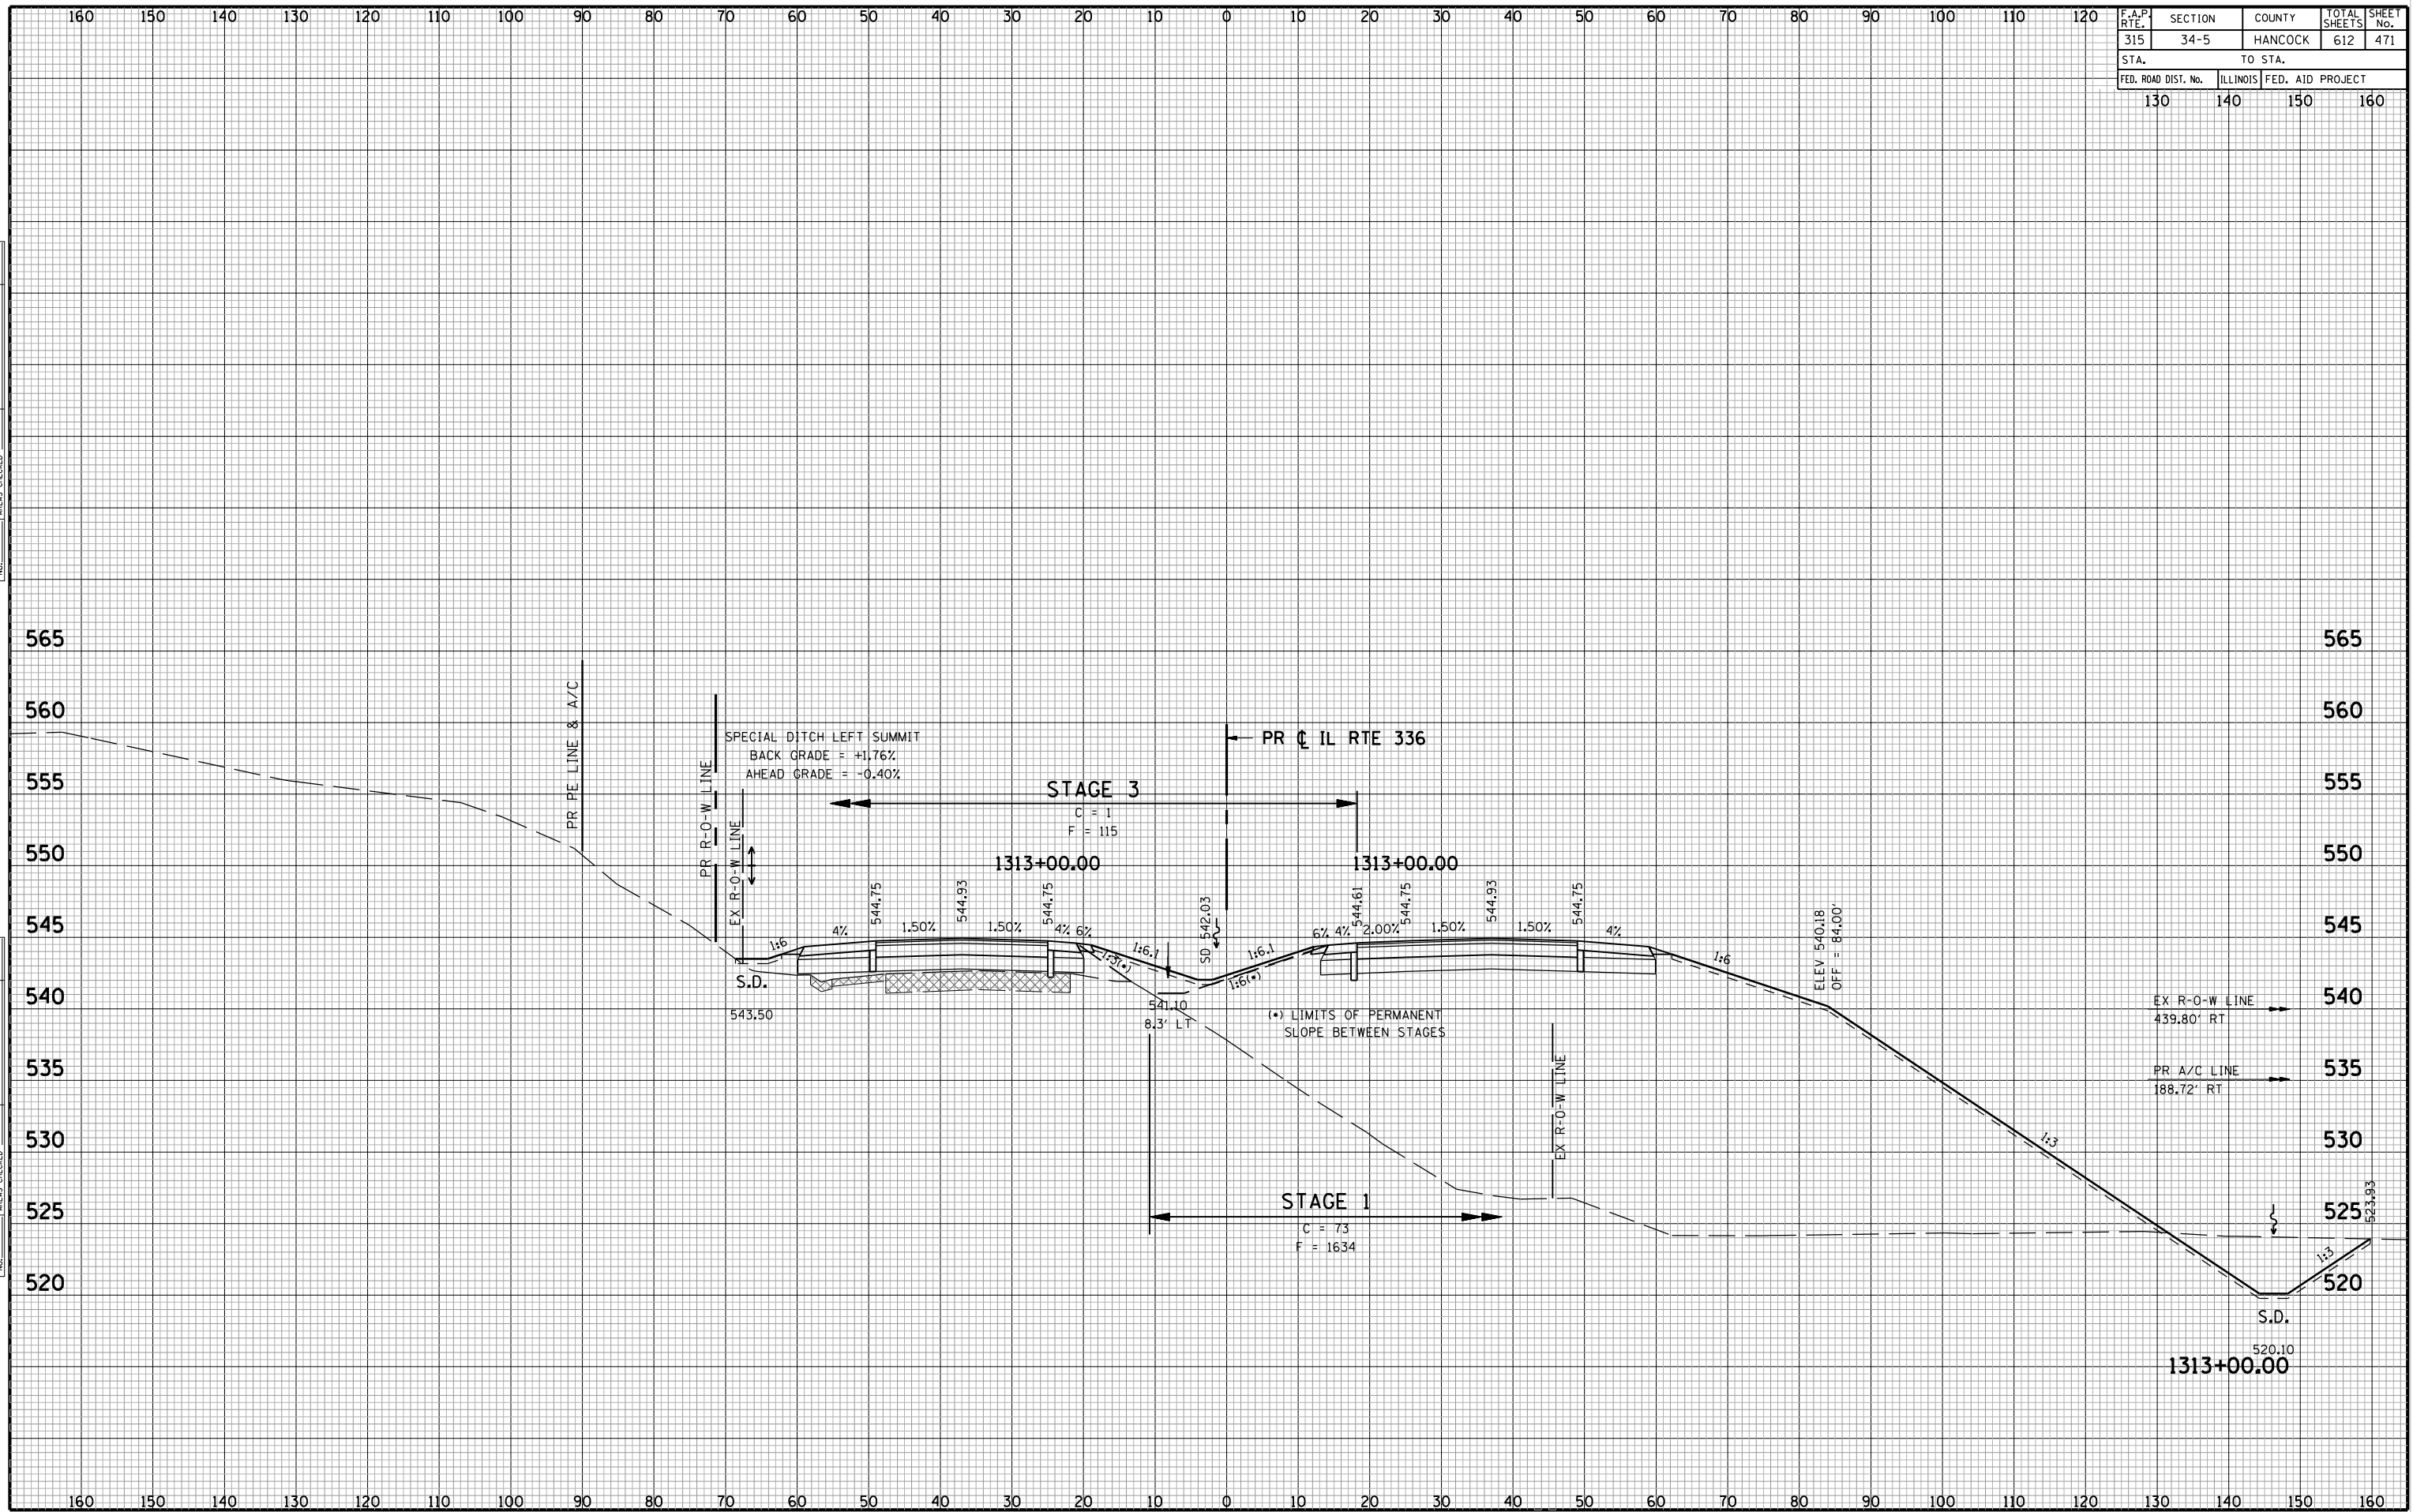 160 150 140 130 120 110 100 90 80 70 60 50 40 30 20 10 0 10 20 30 40 50 60 70 80 90 100 110 120
F.A.P. RTE. SECTION COUNTY TOTAL SHEETS SHEET No.
315 34-5 HANCOCK 612 471
STA. TO STA.
FED. ROAD DIST. No. ILLINOIS FED. AID PROJECT
130 140 150 160
565 565
560 560
555 555
550 550
545 545
540 540
535 535
530 530
525 525
520 520
PR PE LINE & A/C
PR R-O-W LINE
EX R-O-W LINE
SPECIAL DITCH LEFT SUMMIT
BACK GRADE = +1.76%
AHEAD GRADE = -0.40%
PR ℄ IL RTE 336
STAGE 3
C = 1
F = 115
1313+00.00 1313+00.00
544.75 544.93 544.75 SD 542.03 544.61 544.75 544.93 544.75
1:6 4% 1.50% 1.50% 4% 6% 1:6.1 1:6.1 6% 4% 2.00% 1.50% 1.50% 4% 1:6
1:3(•) 1:6(•)
S.D.
543.50
541.10
8.3' LT
(•) LIMITS OF PERMANENT
SLOPE BETWEEN STAGES
ELEV 540.18
OFF = 84.00'
EX R-O-W LINE
439.80' RT
PR A/C LINE
188.72' RT
EX R-O-W LINE
1:3
STAGE 1
C = 73
F = 1634
523.93
1:3
S.D.
520.10
1313+00.00
160 150 140 130 120 110 100 90 80 70 60 50 40 30 20 10 0 10 20 30 40 50 60 70 80 90 100 110 120 130 140 150 160